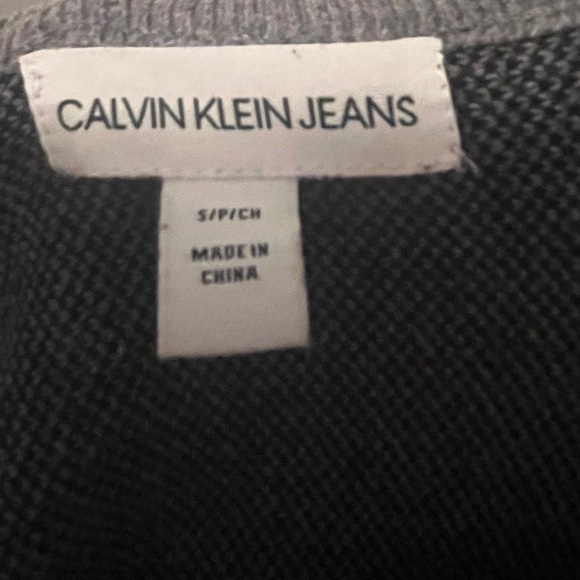 CALVIN KLEIN JEANS
S/P/CH
MADE IN
CHINA